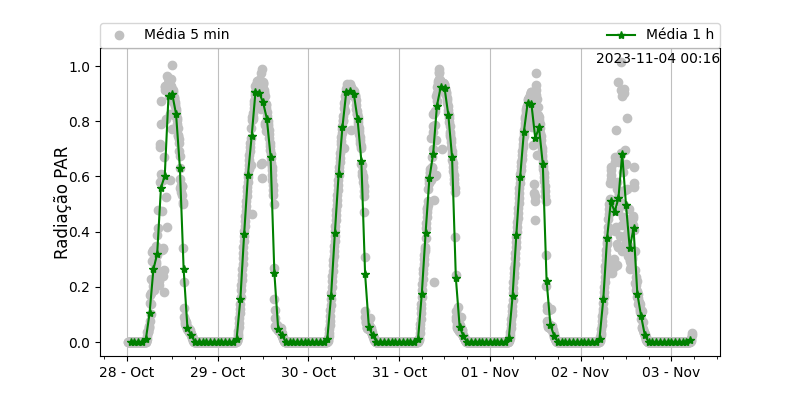 Média 5 min
Média 1 h
2023-11-04 00:16
Radiação PAR
1.0
0.8
0.6
0.4
0.2
0.0
28 - Oct
29 - Oct
30 - Oct
31 - Oct
01 - Nov
02 - Nov
03 - Nov